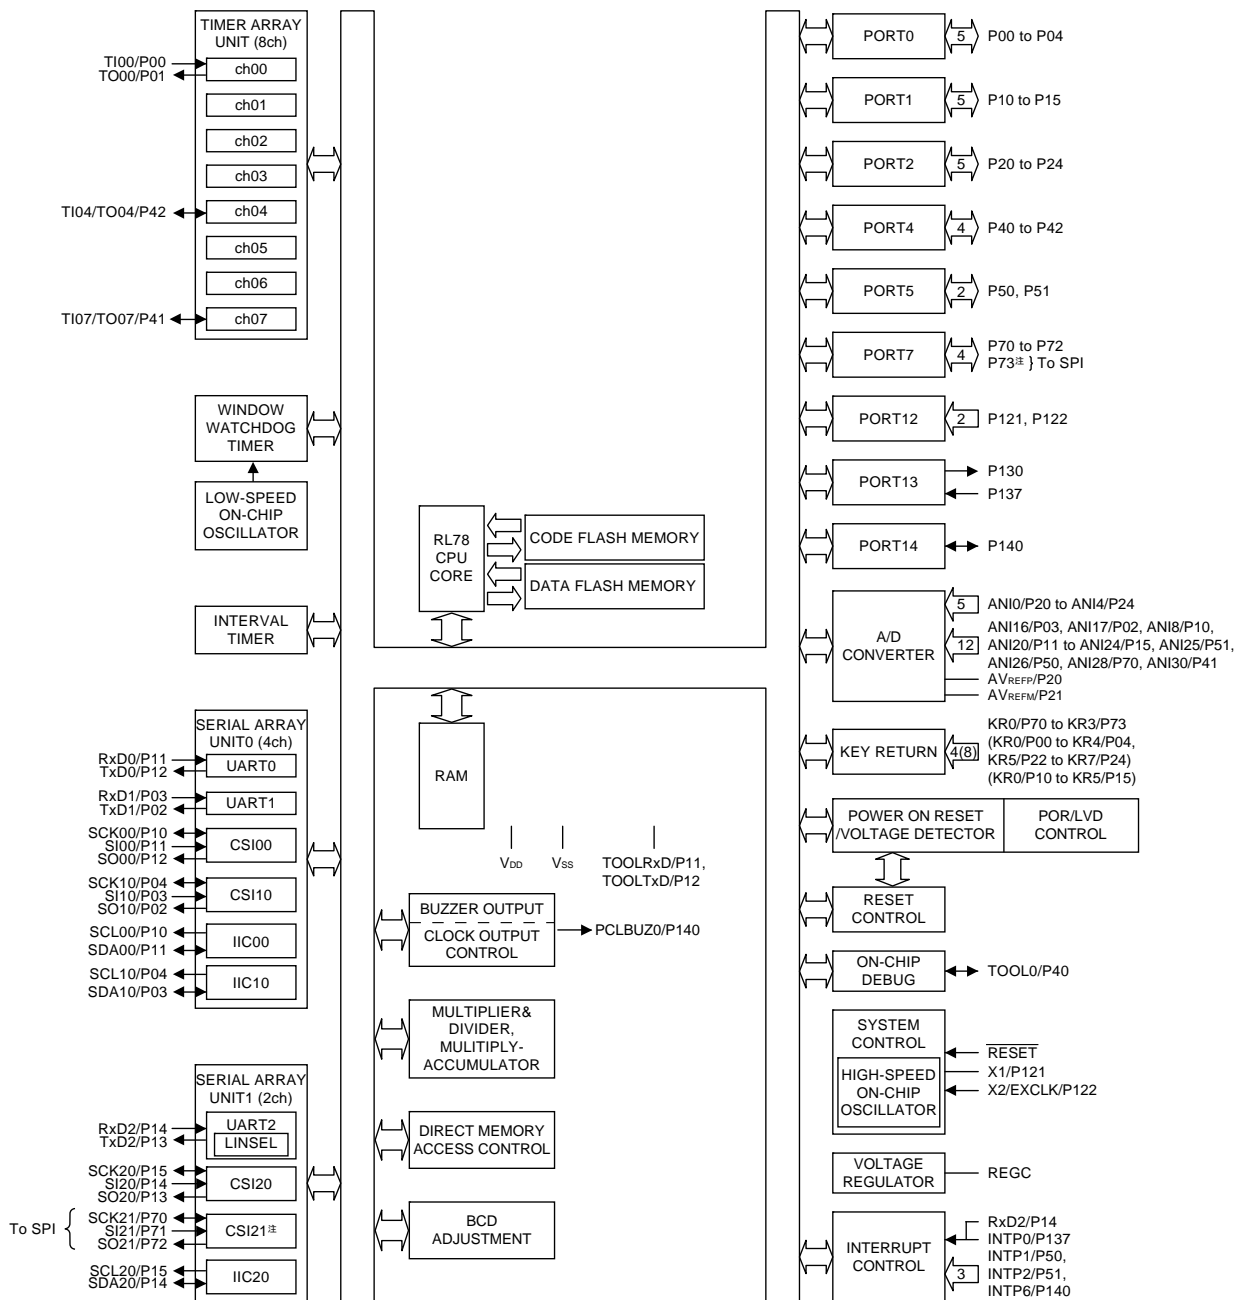 TIMER ARRAY
UNIT (8ch)
TI00/P00
TO00/P01
ch00
ch01
ch02
ch03
TI04/TO04/P42
ch04
ch05
ch06
TI07/TO07/P41
ch07
WINDOW
WATCHDOG
TIMER
LOW-SPEED
ON-CHIP
OSCILLATOR
INTERVAL
TIMER
SERIAL ARRAY
UNIT0 (4ch)
RxD0/P11
TxD0/P12
UART0
RxD1/P03
TxD1/P02
UART1
SCK00/P10
SI00/P11
SO00/P12
CSI00
SCK10/P04
SI10/P03
SO10/P02
CSI10
SCL00/P10
SDA00/P11
IIC00
SCL10/P04
SDA10/P03
IIC10
SERIAL ARRAY
UNIT1 (2ch)
RxD2/P14
TxD2/P13
UART2
LINSEL
SCK20/P15
SI20/P14
SO20/P13
CSI20
To SPI {
SCK21/P70
SI21/P71
SO21/P72
CSI21注
SCL20/P15
SDA20/P14
IIC20
RL78
CPU
CORE
CODE FLASH MEMORY
DATA FLASH MEMORY
RAM
VDD
VSS
TOOLRxD/P11,
TOOLTxD/P12
BUZZER OUTPUT
CLOCK OUTPUT
CONTROL
PCLBUZ0/P140
MULTIPLIER&
DIVIDER,
MULITIPLY-
ACCUMULATOR
DIRECT MEMORY
ACCESS CONTROL
BCD
ADJUSTMENT
PORT0 5 P00 to P04
PORT1 5 P10 to P15
PORT2 5 P20 to P24
PORT4 4 P40 to P42
PORT5 2 P50, P51
PORT7 4
P70 to P72
P73注 } To SPI
PORT12 2 P121, P122
PORT13
P130
P137
PORT14 P140
A/D
CONVERTER
5 ANI0/P20 to ANI4/P24
12
ANI16/P03, ANI17/P02, ANI8/P10,
ANI20/P11 to ANI24/P15, ANI25/P51,
ANI26/P50, ANI28/P70, ANI30/P41
AVREFP/P20
AVREFM/P21
KEY RETURN 4(8)
KR0/P70 to KR3/P73
(KR0/P00 to KR4/P04,
KR5/P22 to KR7/P24)
(KR0/P10 to KR5/P15)
POWER ON RESET
/VOLTAGE DETECTOR
POR/LVD
CONTROL
RESET
CONTROL
ON-CHIP
DEBUG
TOOL0/P40
SYSTEM
CONTROL
HIGH-SPEED
ON-CHIP
OSCILLATOR
RESET
X1/P121
X2/EXCLK/P122
VOLTAGE
REGULATOR
REGC
INTERRUPT
CONTROL
RxD2/P14
INTP0/P137
3
INTP1/P50,
INTP2/P51,
INTP6/P140